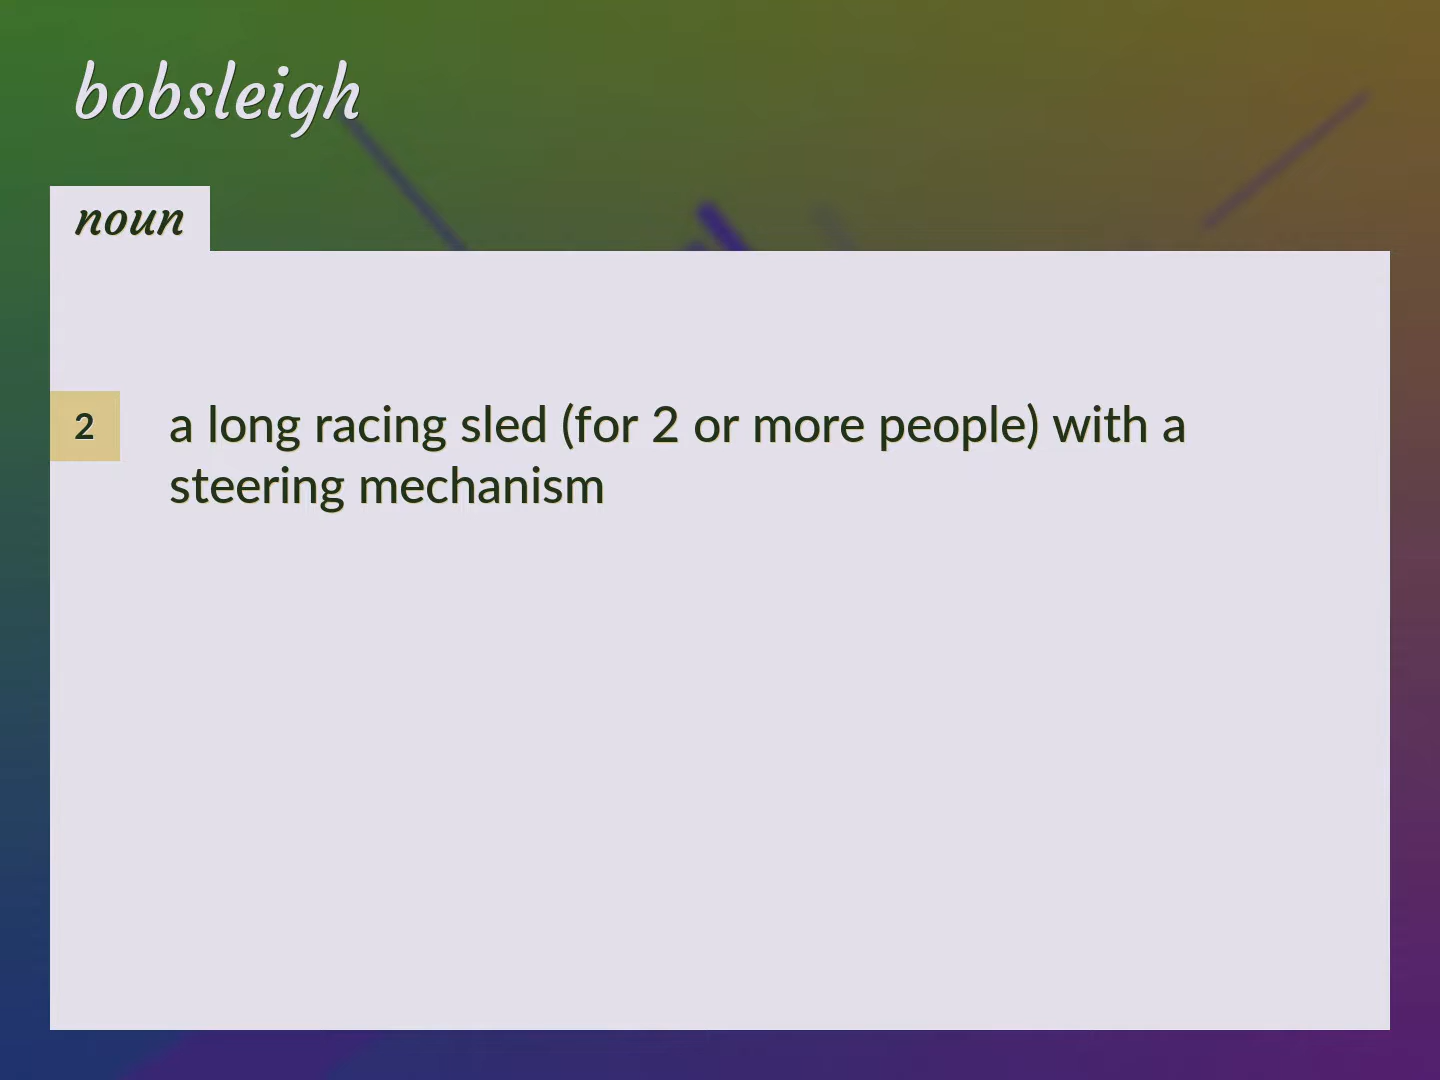 bobsleigh
noun
2
a long racing sled (for 2 or more people) with a
steering mechanism